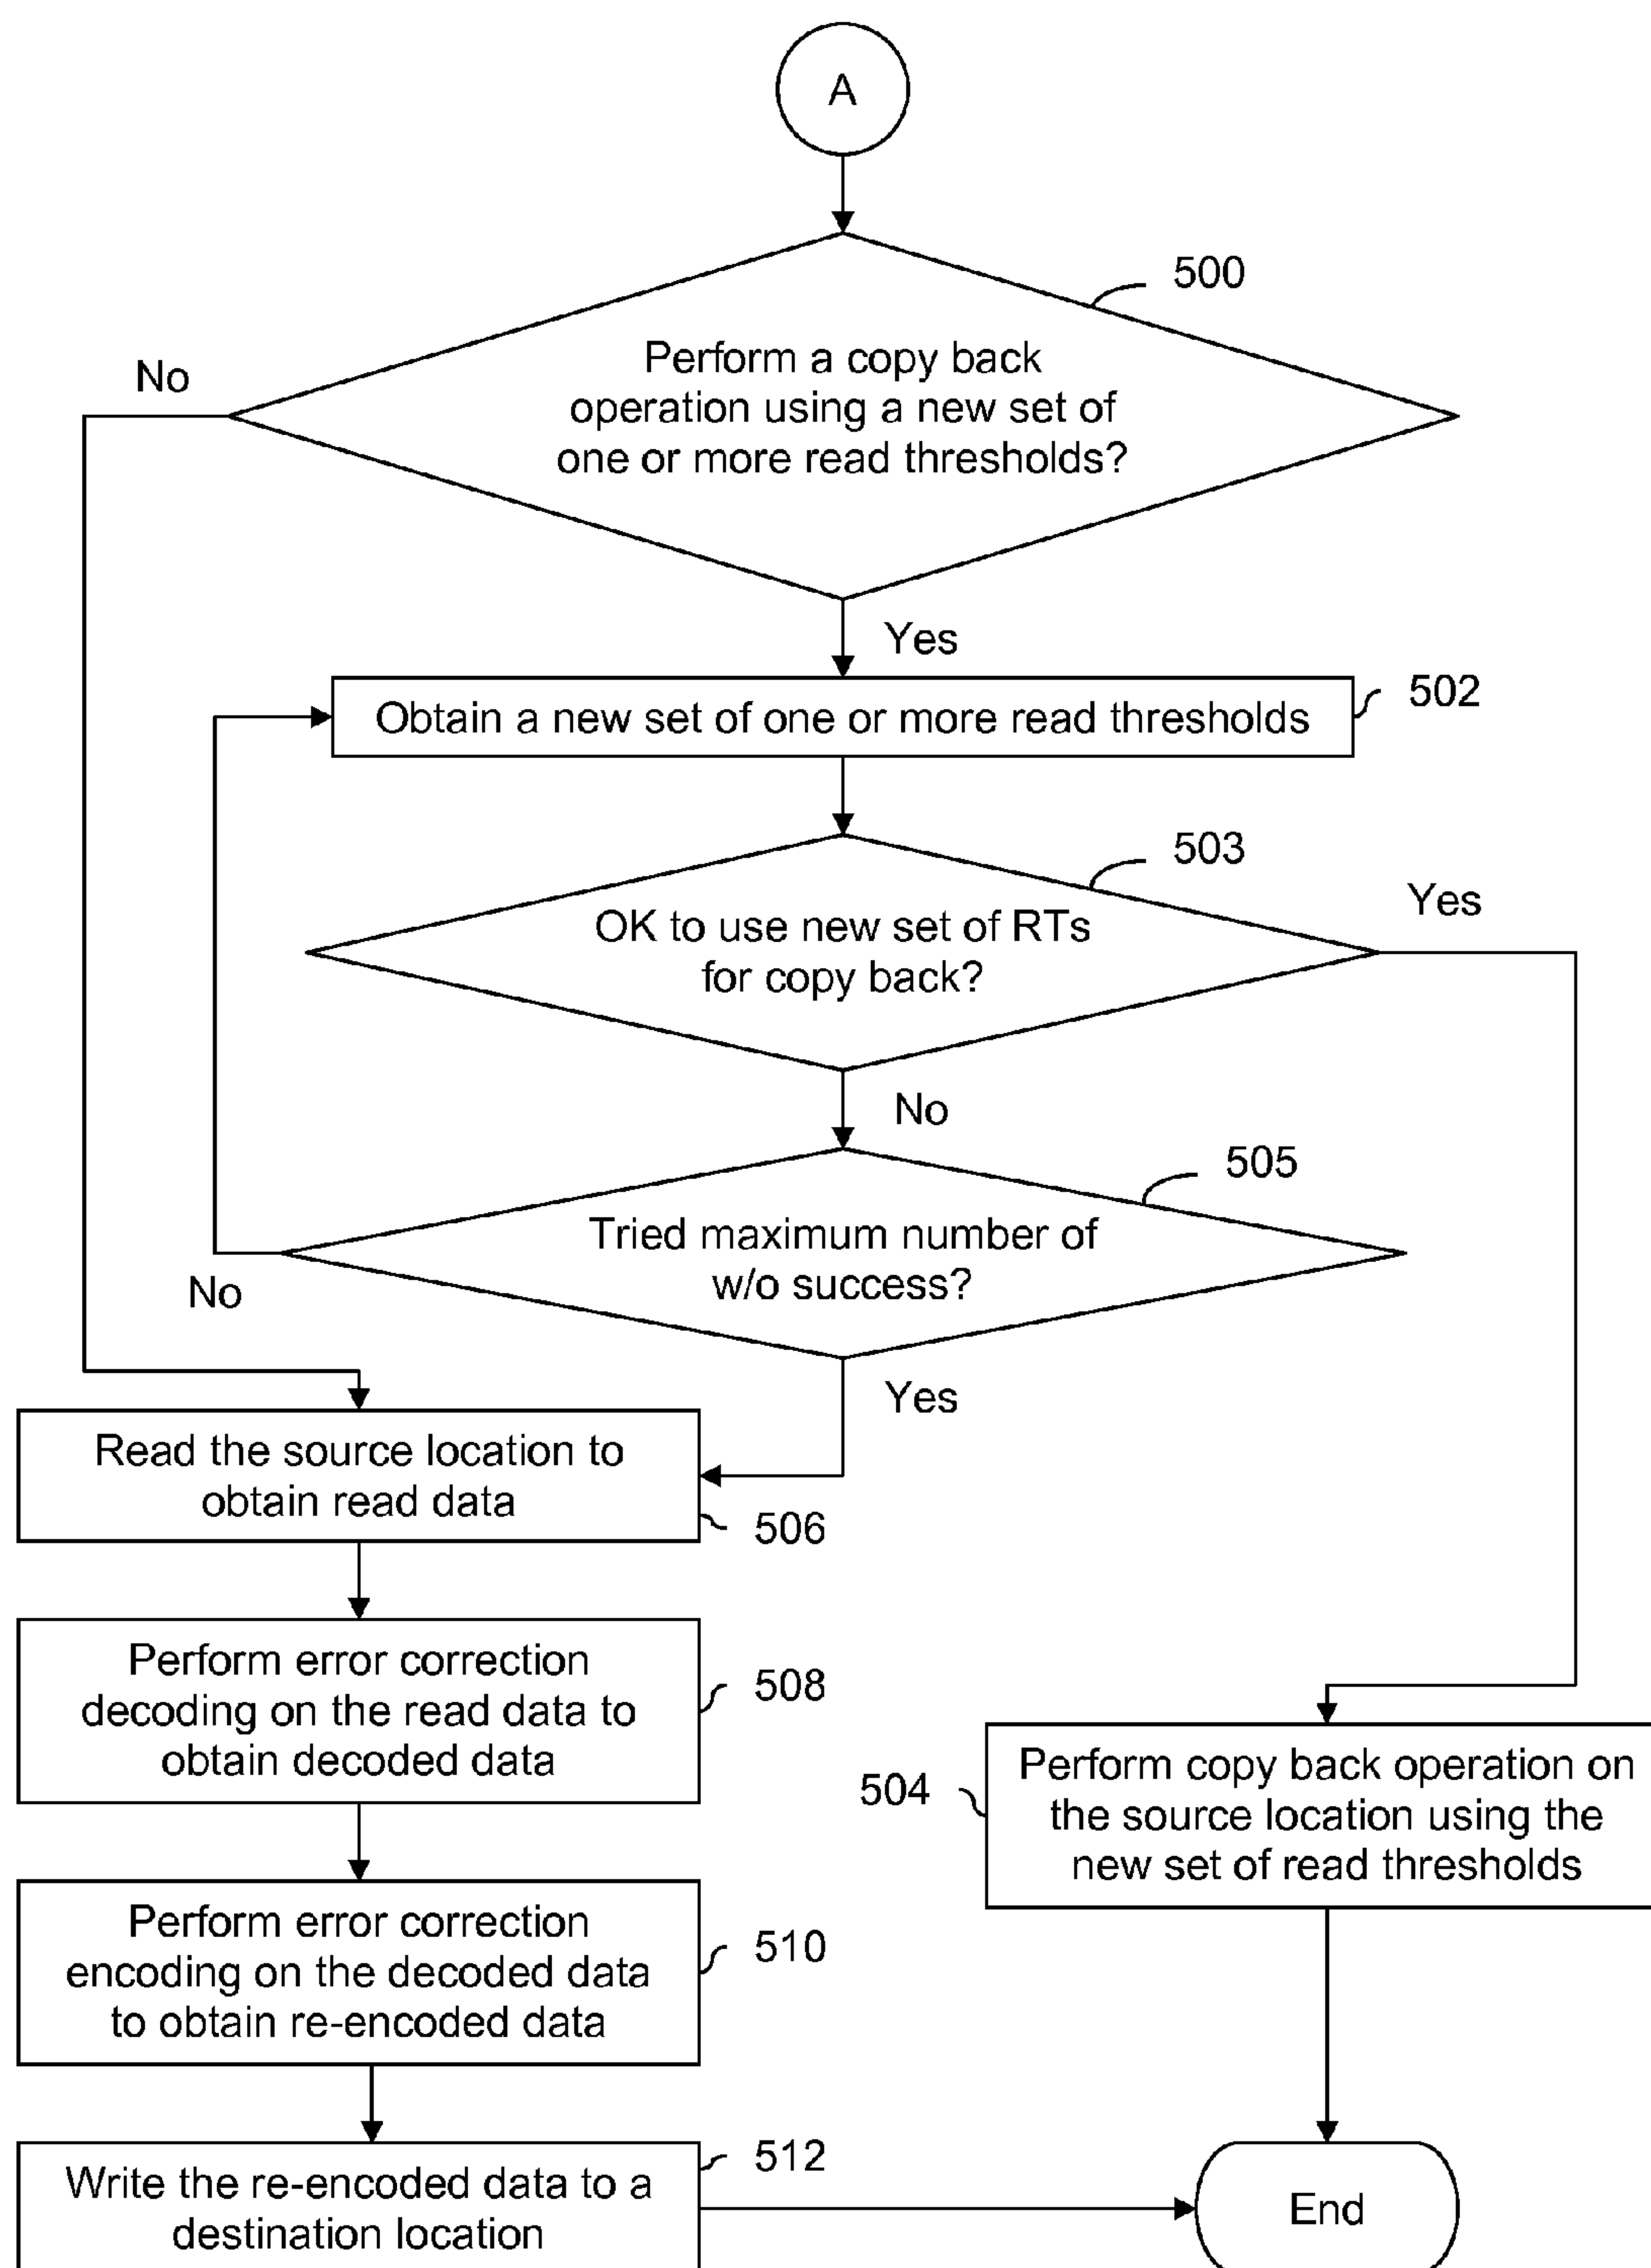 A
500
No
Perform a copy back
operation using a new set of
one or more read thresholds?
Yes
502
Obtain a new set of one or more read thresholds
503
Yes
OK to use new set of RTs
for copy back?
No
505
Tried maximum number of
w/o success?
No
Yes
Read the source location to
obtain read data
506
Perform error correction
decoding on the read data to
obtain decoded data
508
504
Perform copy back operation on
the source location using the
new set of read thresholds
Perform error correction
encoding on the decoded data
to obtain re-encoded data
510
512
Write the re-encoded data to a
destination location
End